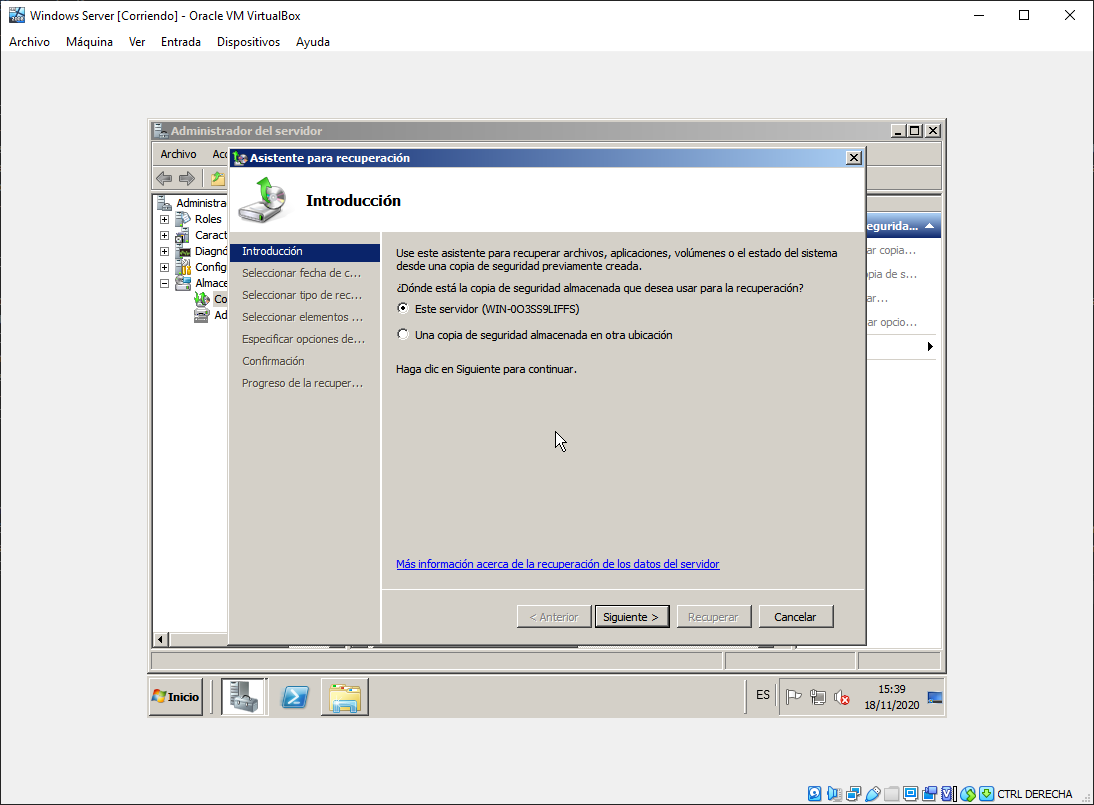 Windows Server [Corriendo] - Oracle VM VirtualBox
Archivo Máquina Ver Entrada Dispositivos Ayuda
Administrador del servidor
Archivo Acc
Asistente para recuperación
Introducción
Administra
Roles
Caract
Diagnó
Config
Almace
Co
Ad
Introducción
Seleccionar fecha de c...
Seleccionar tipo de rec...
Seleccionar elementos ...
Especificar opciones de...
Confirmación
Progreso de la recuper...
Use este asistente para recuperar archivos, aplicaciones, volúmenes o el estado del sistema
desde una copia de seguridad previamente creada.
¿Dónde está la copia de seguridad almacenada que desea usar para la recuperación?
Este servidor (WIN-0O3SS9LIFFS)
Una copia de seguridad almacenada en otra ubicación
Haga clic en Siguiente para continuar.
Más información acerca de la recuperación de los datos del servidor
< Anterior Siguiente > Recuperar Cancelar
egurida...
ar copia...
pia de s...
ar...
ar opcio...
Inicio
ES
15:39
18/11/2020
CTRL DERECHA